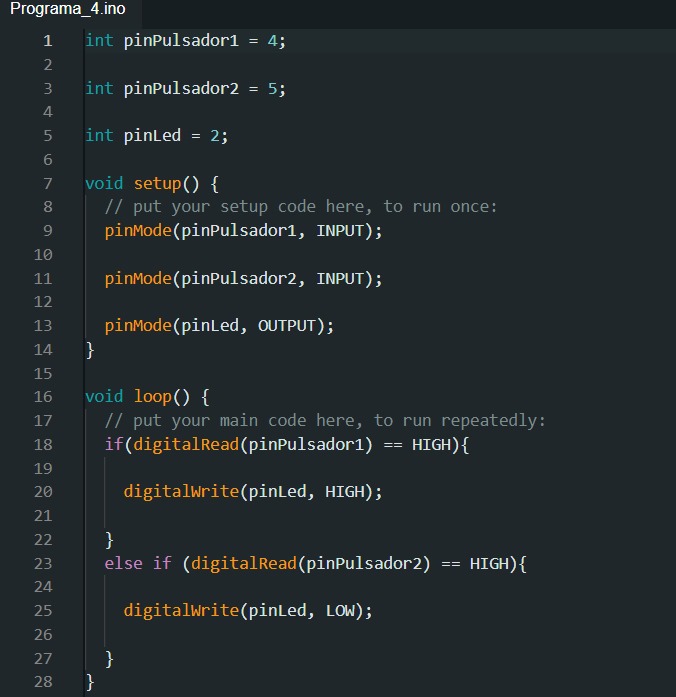 Programa_4.ino
1 int pinPulsador1 = 4;
2
3 int pinPulsador2 = 5;
4
5 int pinLed = 2;
6
7 void setup() {
8   // put your setup code here, to run once:
9   pinMode(pinPulsador1, INPUT);
10
11   pinMode(pinPulsador2, INPUT);
12
13   pinMode(pinLed, OUTPUT);
14 }
15
16 void loop() {
17   // put your main code here, to run repeatedly:
18   if(digitalRead(pinPulsador1) == HIGH){
19
20     digitalWrite(pinLed, HIGH);
21
22   }
23   else if (digitalRead(pinPulsador2) == HIGH){
24
25     digitalWrite(pinLed, LOW);
26
27   }
28 }